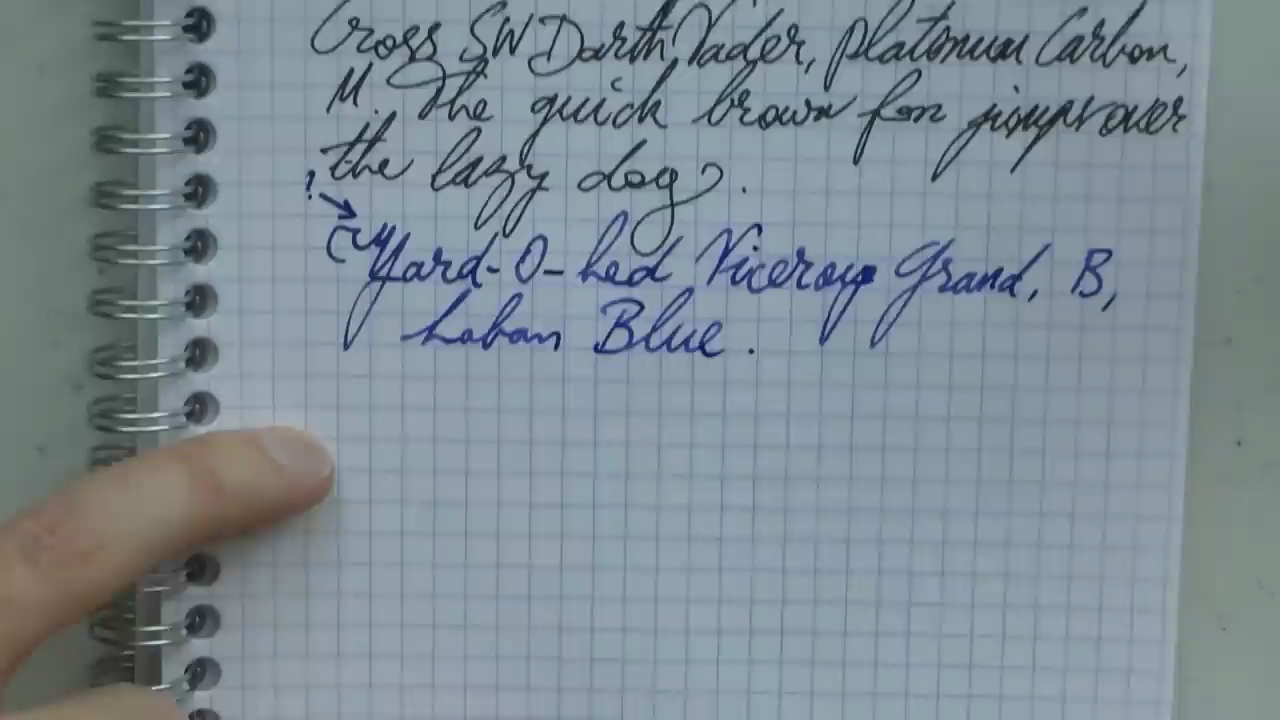 Cross SW Darth Vader, platinum Carbon,
M. The quick brown fox jumps over
the lazy dog.
Yard-O-Led Viceroy Grand, B,
Laban Blue.